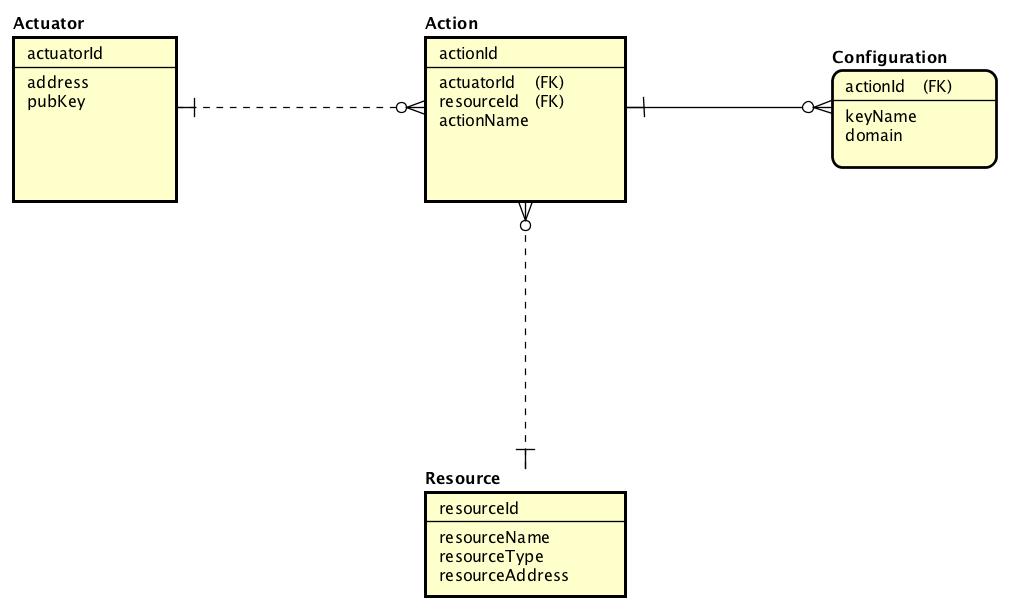 Actuator
actuatorId
address
pubKey
Action
actionId
actuatorId (FK)
resourceId (FK)
actionName
Configuration
actionId (FK)
keyName
domain
Resource
resourceId
resourceName
resourceType
resourceAddress